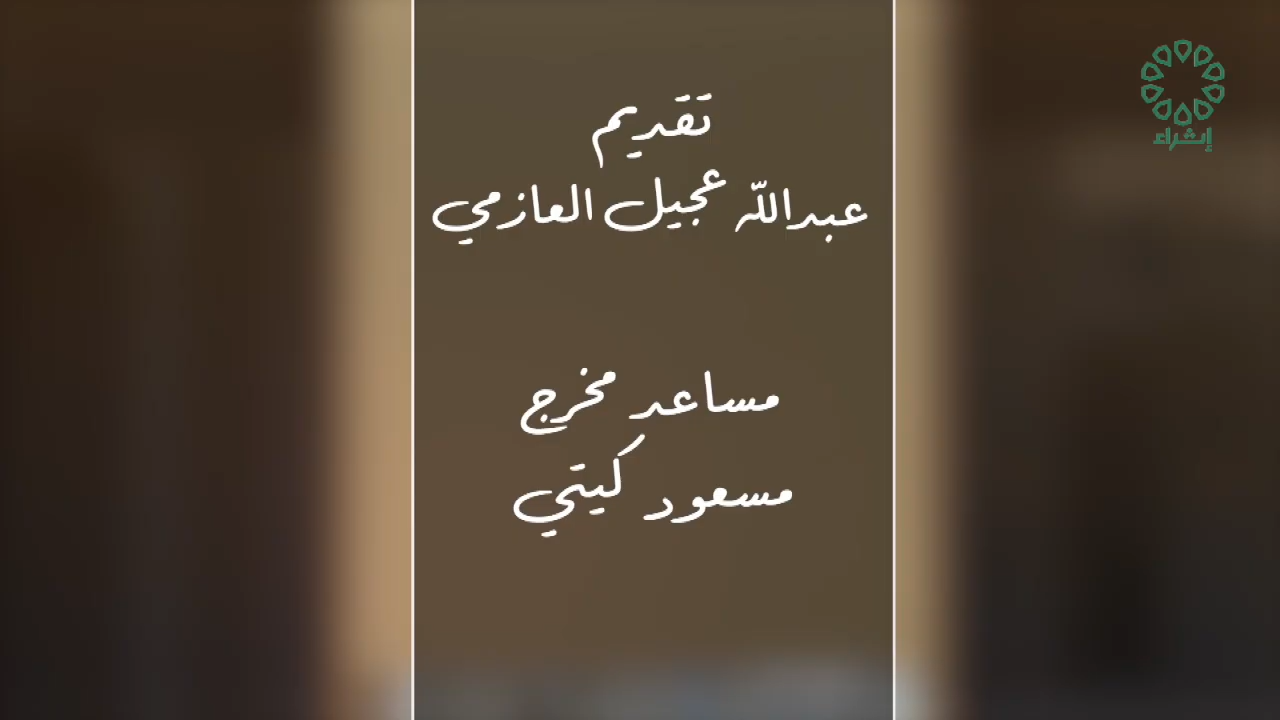 إثراء
تقديم
عبدالله عجيل العازمي
مساعد مخرج
مسعود كيتي